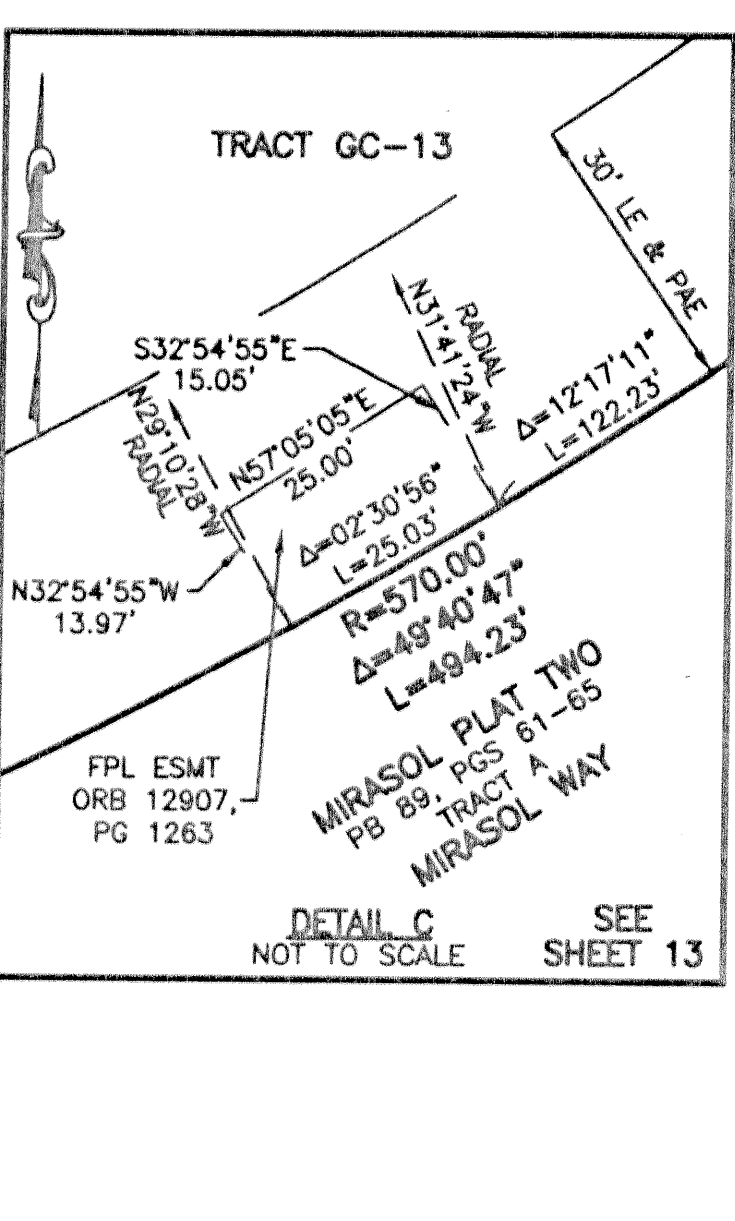 TRACT GC-13
30' LE & PAE
N31°41'24"W
RADIAL
S32°54'55"E
15.05'
Δ=12°17'11"
L=122.23'
N29°10'28"W
RADIAL
N57°05'05"E
25.00'
Δ=02°30'56"
L=25.03'
N32°54'55"W
13.97'
R=570.00'
Δ=49°40'47"
L=494.23'
FPL ESMT
ORB 12907,
PG 1263
MIRASOL PLAT TWO
PB 89, PGS 61-65
TRACT A
MIRASOL WAY
DETAIL C
NOT TO SCALE
SEE
SHEET 13